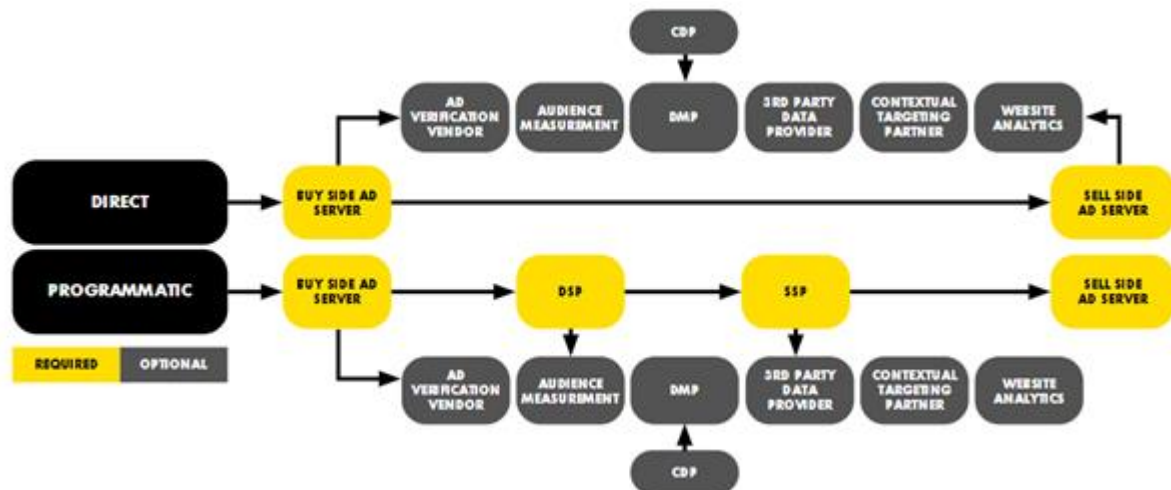 CDP
AD
VERIFICATION
VENDOR
AUDIENCE
MEASUREMENT
DMP
3RD PARTY
DATA
PROVIDER
CONTEXTUAL
TARGETING
PARTNER
WEBSITE
ANALYTICS
DIRECT
BUY SIDE AD
SERVER
SELL SIDE
AD SERVER
PROGRAMMATIC
BUY SIDE AD
SERVER
DSP
SSP
SELL SIDE
AD SERVER
REQUIRED
OPTIONAL
AD
VERIFICATION
VENDOR
AUDIENCE
MEASUREMENT
DMP
3RD PARTY
DATA
PROVIDER
CONTEXTUAL
TARGETING
PARTNER
WEBSITE
ANALYTICS
CDP